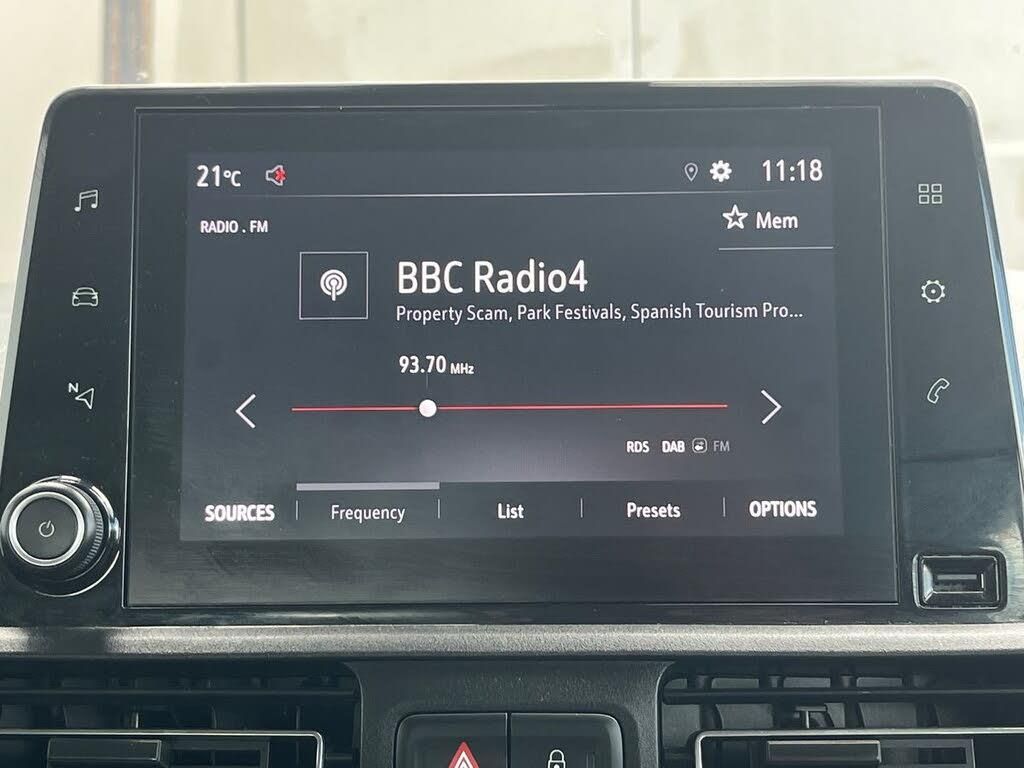 21°C 11:18
RADIO . FM
Mem
BBC Radio4
Property Scam, Park Festivals, Spanish Tourism Pro...
93.70 MHz
N
RDS DAB FM
SOURCES Frequency List Presets OPTIONS